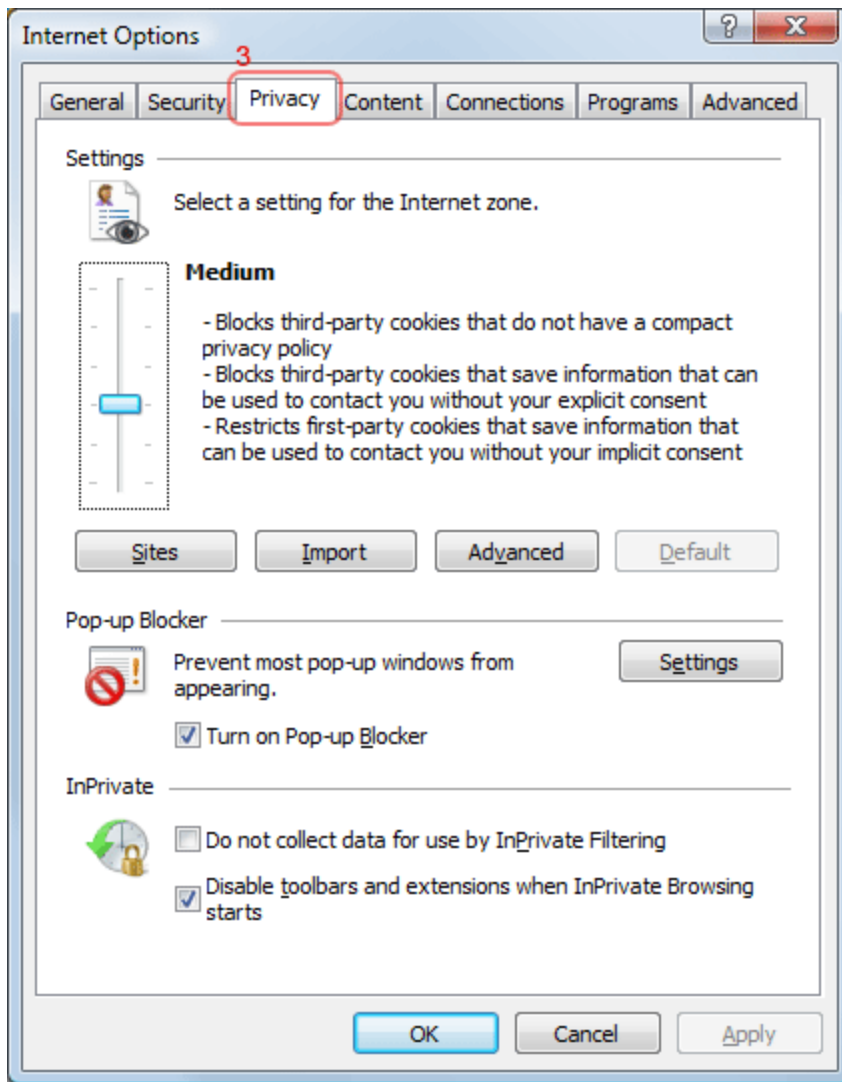 Internet Options
3
General Security Privacy Content Connections Programs Advanced
Settings
Select a setting for the Internet zone.
Medium
- Blocks third-party cookies that do not have a compact
privacy policy
- Blocks third-party cookies that save information that can
be used to contact you without your explicit consent
- Restricts first-party cookies that save information that
can be used to contact you without your implicit consent
Sites Import Advanced Default
Pop-up Blocker
Prevent most pop-up windows from
appearing.
Settings
Turn on Pop-up Blocker
InPrivate
Do not collect data for use by InPrivate Filtering
Disable toolbars and extensions when InPrivate Browsing
starts
OK Cancel Apply